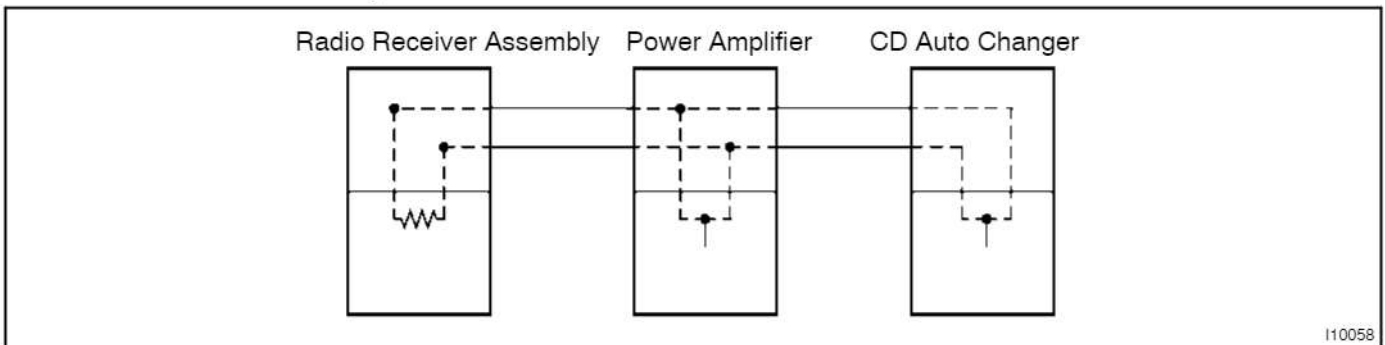 Radio Receiver Assembly Power Amplifier CD Auto Changer
I10058